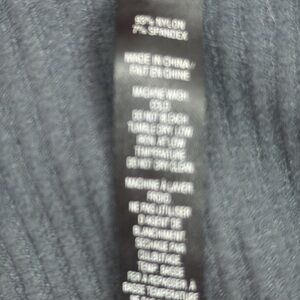 93% NYLON
7% SPANDEX
MADE IN CHINA
FAIT EN CHINE
MACHINE WASH
COLD,
DO NOT BLEACH
TUMBLE DRY, LOW
IRON, AT LOW
TEMPERATURE
DO NOT DRY CLEAN
MACHINE À LAVER
FROID,
NE PAS UTILISER
D'AGENT DE
BLANCHIMENT
SECHAGE PAR
CULBUTAGE
TEMP. BASSE
FER À REPASSER, À
BASSE TEMPERATURE